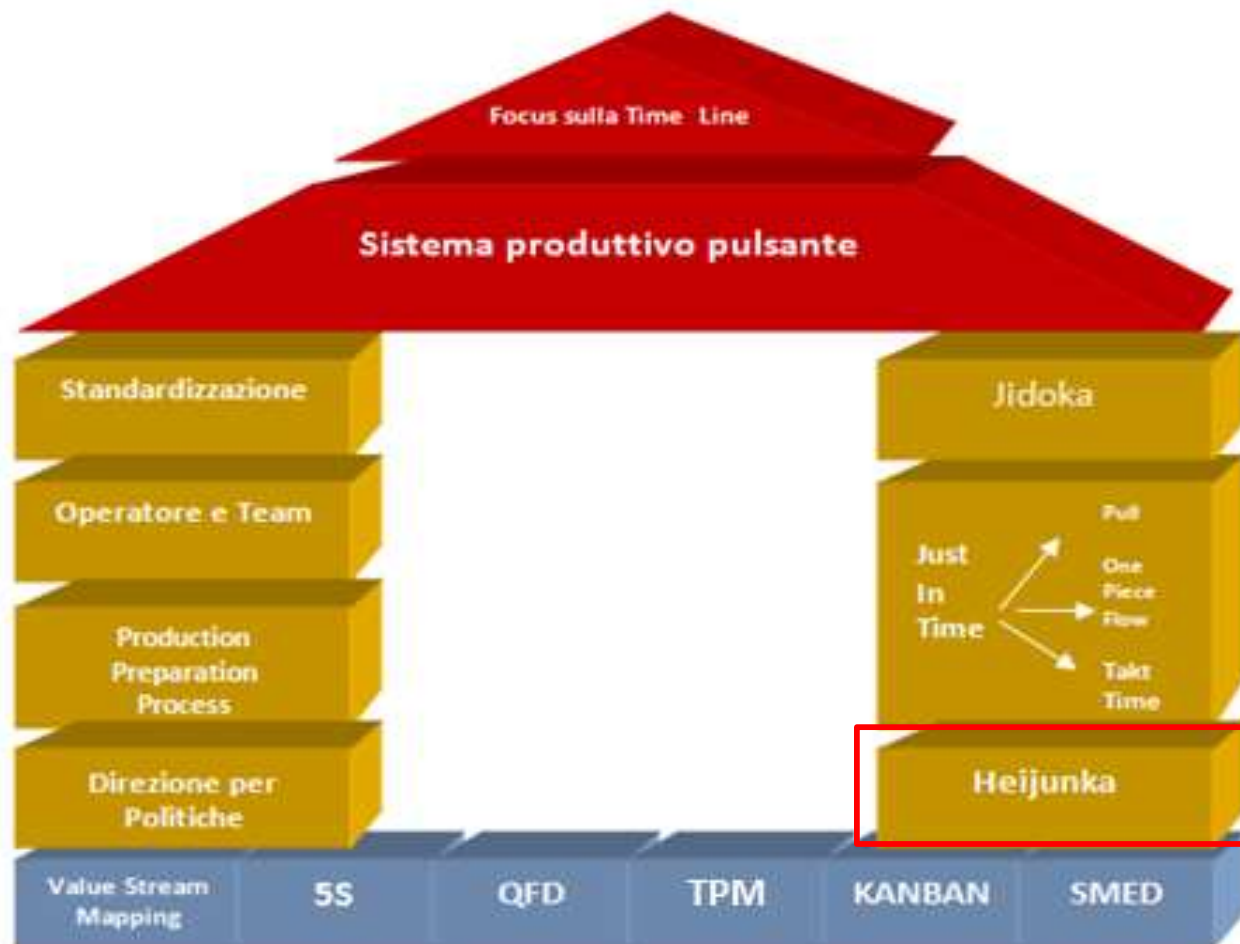 Focus sulla Time Line
Sistema produttivo pulsante
Standardizzazione
Operatore e Team
Production
Preparation
Process
Direzione per
Politiche
Jidoka
Just
In
Time
Pull
One
Piece
Flow
Takt
Time
Heijunka
Value Stream
Mapping
5S
QFD
TPM
KANBAN
SMED